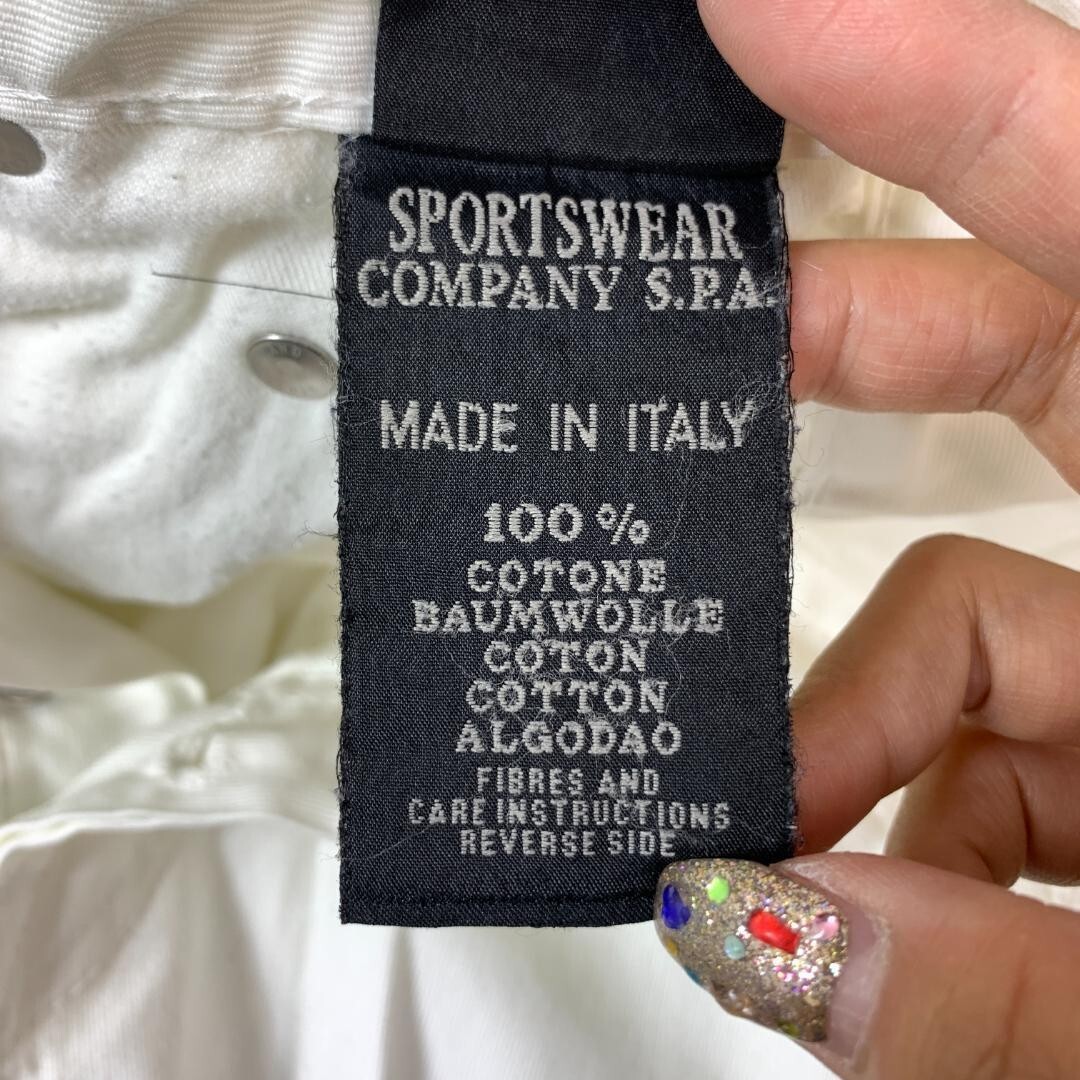 SPORTSWEAR
COMPANY S.P.A.
MADE IN ITALY
100 %
COTONE
BAUMWOLLE
COTON
COTTON
ALGODAO
FIBRES AND
CARE INSTRUCTIONS
REVERSE SIDE